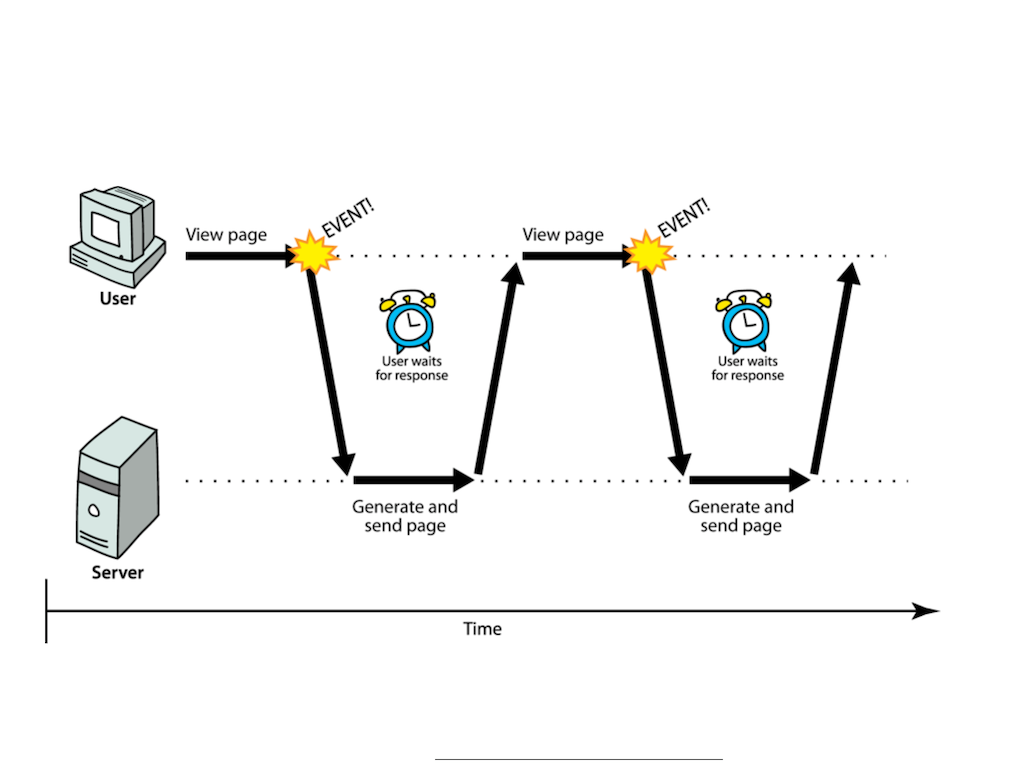 View page
EVENT!
View page
EVENT!
User
User waits
for response
User waits
for response
Generate and
send page
Generate and
send page
Server
Time